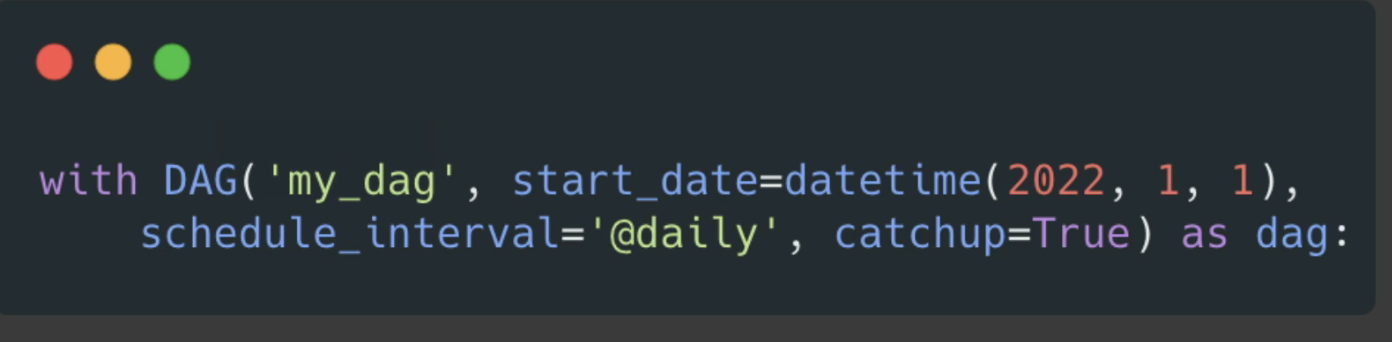 with DAG('my_dag', start_date=datetime(2022, 1, 1),
    schedule_interval='@daily', catchup=True) as dag: